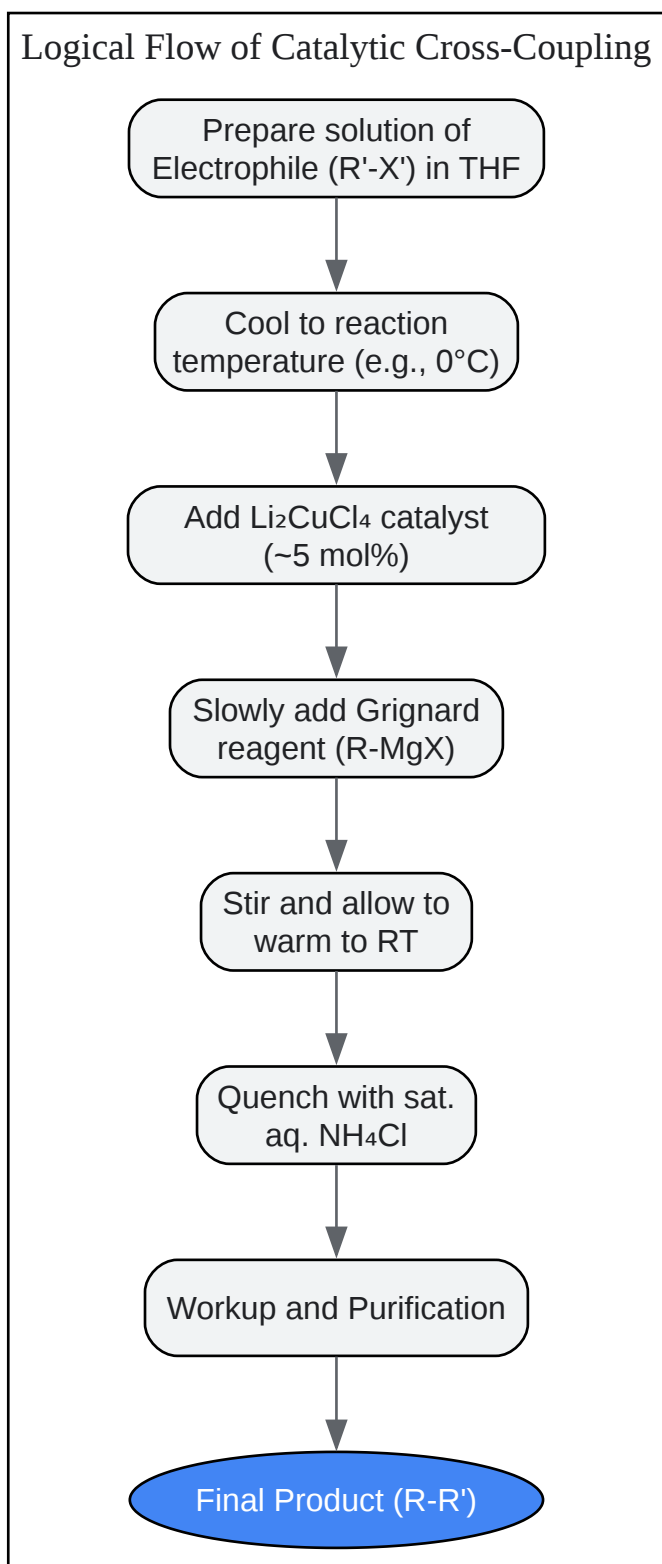 Logical Flow of Catalytic Cross-Coupling
Prepare solution of
Electrophile (R'-X') in THF
Cool to reaction
temperature (e.g., 0°C)
Add Li₂CuCl₄ catalyst
(~5 mol%)
Slowly add Grignard
reagent (R-MgX)
Stir and allow to
warm to RT
Quench with sat.
aq. NH₄Cl
Workup and Purification
Final Product (R-R')